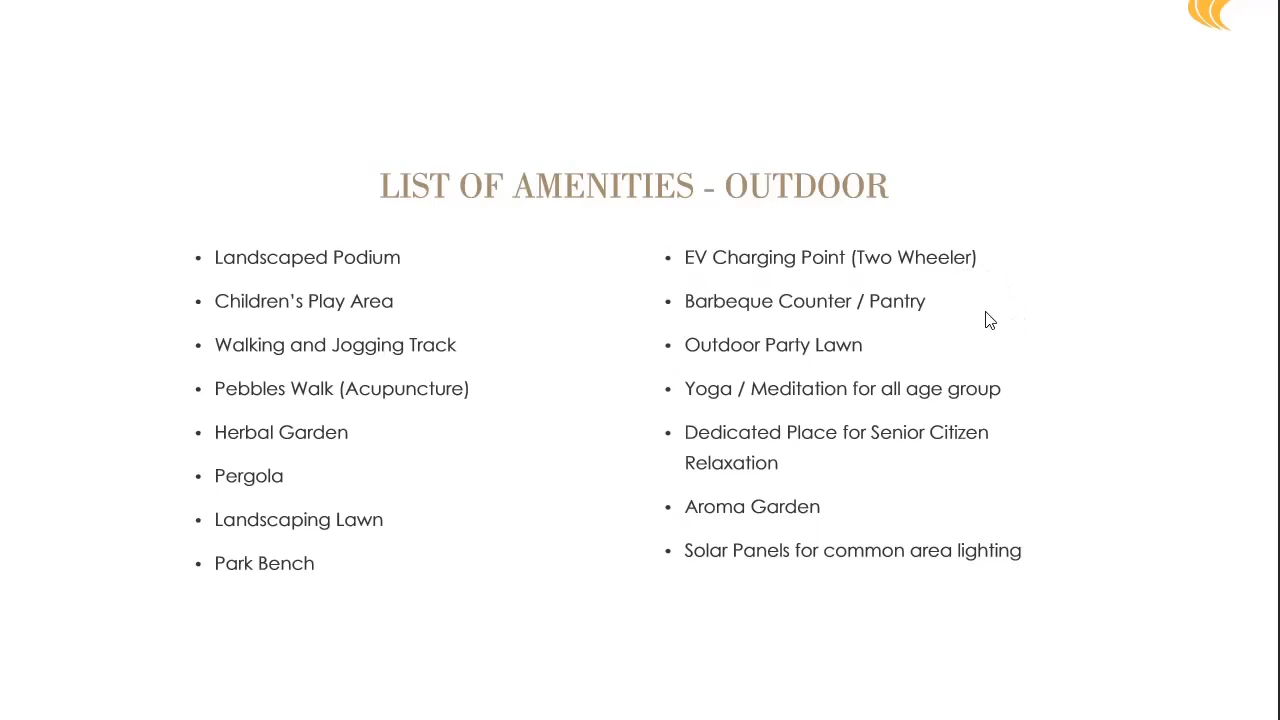 LIST OF AMENITIES - OUTDOOR
• Landscaped Podium
• Children’s Play Area
• Walking and Jogging Track
• Pebbles Walk (Acupuncture)
• Herbal Garden
• Pergola
• Landscaping Lawn
• Park Bench
• EV Charging Point (Two Wheeler)
• Barbeque Counter / Pantry
• Outdoor Party Lawn
• Yoga / Meditation for all age group
• Dedicated Place for Senior Citizen
Relaxation
• Aroma Garden
• Solar Panels for common area lighting